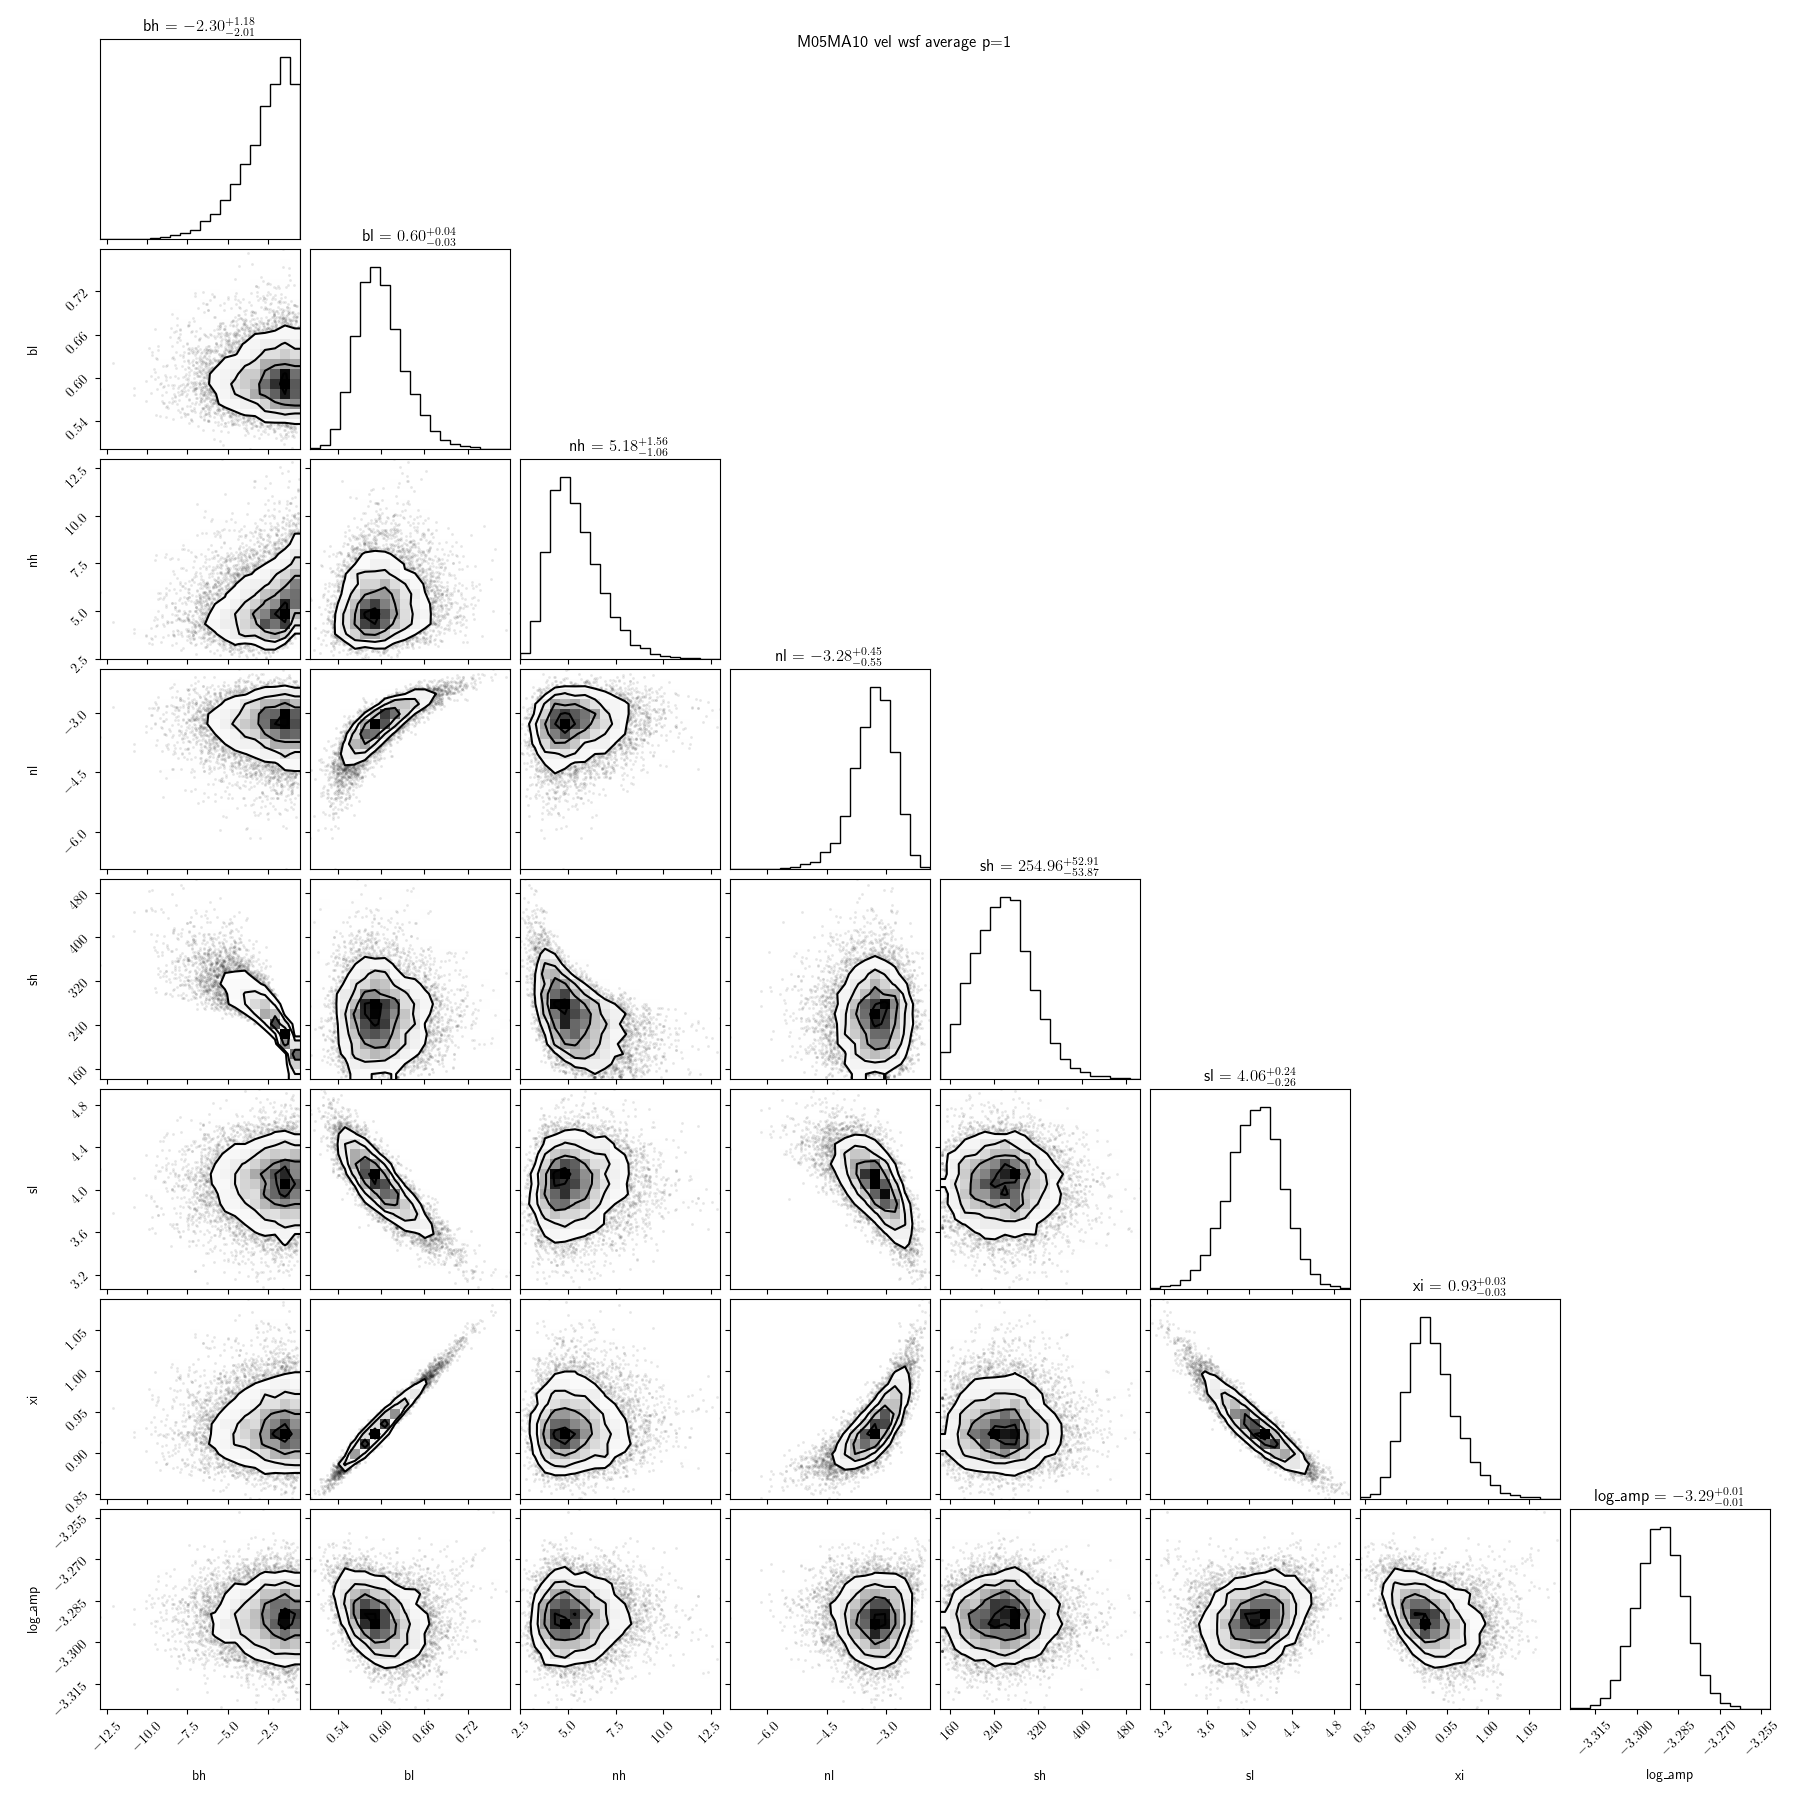 M05MA10 vel wsf average p=1
bh = −2.30+1.18−2.01
bl = 0.60+0.04−0.03
bl
0.72
0.66
0.60
0.54
nh = 5.18+1.56−1.06
nh
12.5
10.0
7.5
5.0
2.5
nl = −3.28+0.45−0.55
nl
−3.0
−4.5
−6.0
sh = 254.96+52.91−53.87
sh
480
400
320
240
160
sl = 4.06+0.24−0.26
sl
4.8
4.4
4.0
3.6
3.2
xi = 0.93+0.03−0.03
xi
1.05
1.00
0.95
0.90
0.85
log_amp = −3.29+0.01−0.01
log_amp
−3.255
−3.270
−3.285
−3.300
−3.315
−12.5 −10.0 −7.5 −5.0 −2.5
0.54 0.60 0.66 0.72
2.5 5.0 7.5 10.0 12.5
−6.0 −4.5 −3.0
160 240 320 400 480
3.2 3.6 4.0 4.4 4.8
0.85 0.90 0.95 1.00 1.05
−3.315 −3.300 −3.285 −3.270 −3.255
bh bl nh nl sh sl xi log_amp